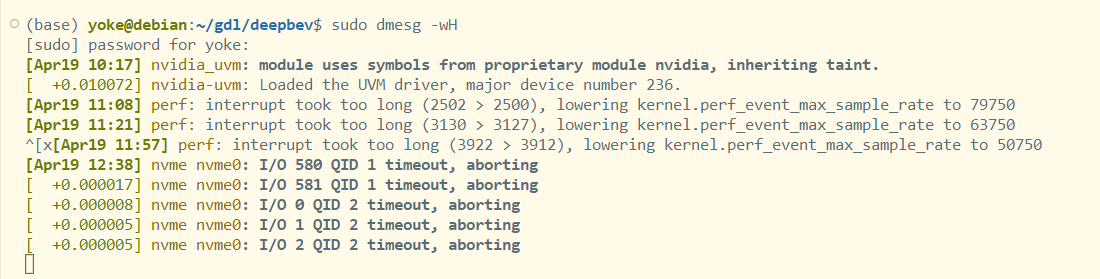 (base) yoke@debian:~/gdl/deepbev$ sudo dmesg -wH
[sudo] password for yoke:
[Apr19 10:17] nvidia_uvm: module uses symbols from proprietary module nvidia, inheriting taint.
[  +0.010072] nvidia-uvm: Loaded the UVM driver, major device number 236.
[Apr19 11:08] perf: interrupt took too long (2502 > 2500), lowering kernel.perf_event_max_sample_rate to 79750
[Apr19 11:21] perf: interrupt took too long (3130 > 3127), lowering kernel.perf_event_max_sample_rate to 63750
^[x[Apr19 11:57] perf: interrupt took too long (3922 > 3912), lowering kernel.perf_event_max_sample_rate to 50750
[Apr19 12:38] nvme nvme0: I/O 580 QID 1 timeout, aborting
[  +0.000017] nvme nvme0: I/O 581 QID 1 timeout, aborting
[  +0.000008] nvme nvme0: I/O 0 QID 2 timeout, aborting
[  +0.000005] nvme nvme0: I/O 1 QID 2 timeout, aborting
[  +0.000005] nvme nvme0: I/O 2 QID 2 timeout, aborting